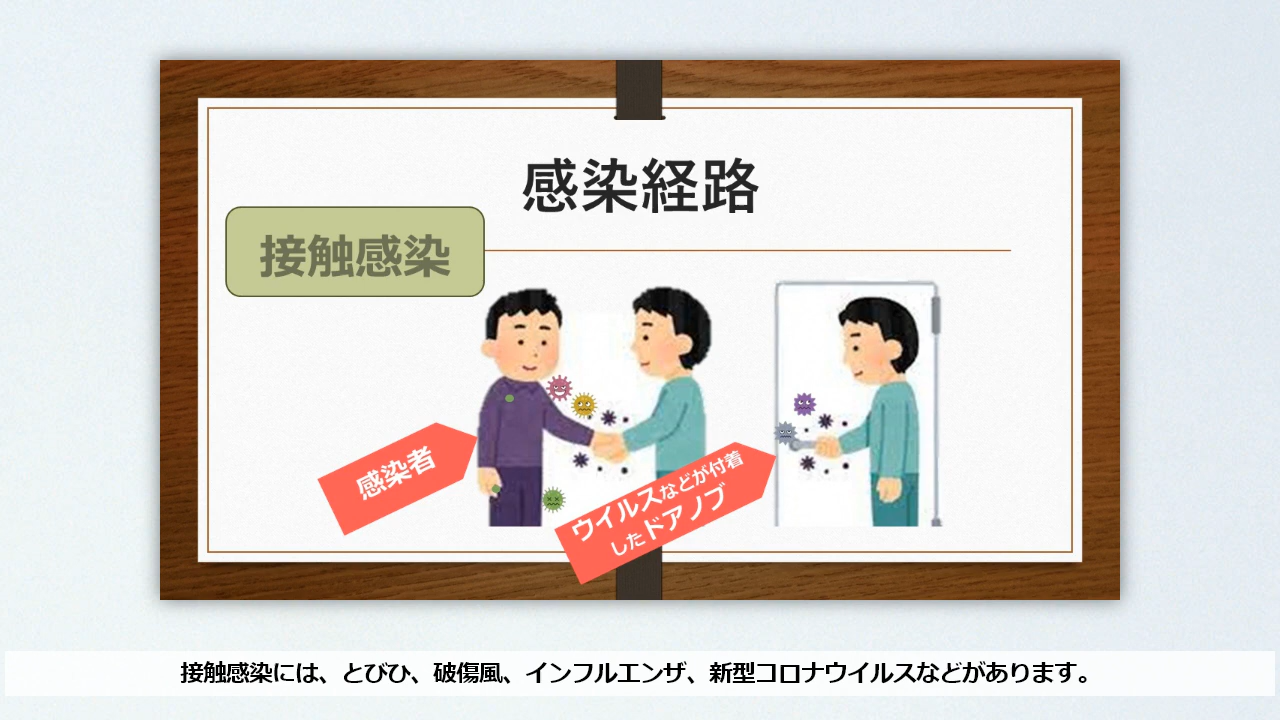 感染経路
接触感染
感染者
ウイルスなどが付着
したドアノブ
接触感染には、とびひ、破傷風、インフルエンザ、新型コロナウイルスなどがあります。